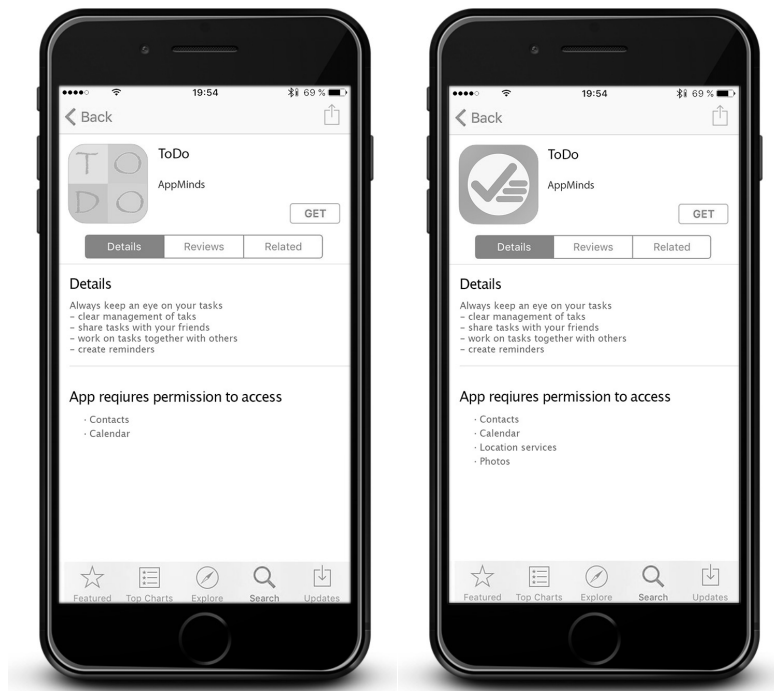 19:54
69 %
Back
T O
D O
ToDo
AppMinds
GET
Details
Reviews
Related
Details
Always keep an eye on your tasks
– clear management of taks
– share tasks with your friends
– work on tasks together with others
– create reminders
App reqiures permission to access
· Contacts
· Calendar
Featured
Top Charts
Explore
Search
Updates
19:54
69 %
Back
ToDo
AppMinds
GET
Details
Reviews
Related
Details
Always keep an eye on your tasks
– clear management of taks
– share tasks with your friends
– work on tasks together with others
– create reminders
App reqiures permission to access
· Contacts
· Calendar
· Location services
· Photos
Featured
Top Charts
Explore
Search
Updates